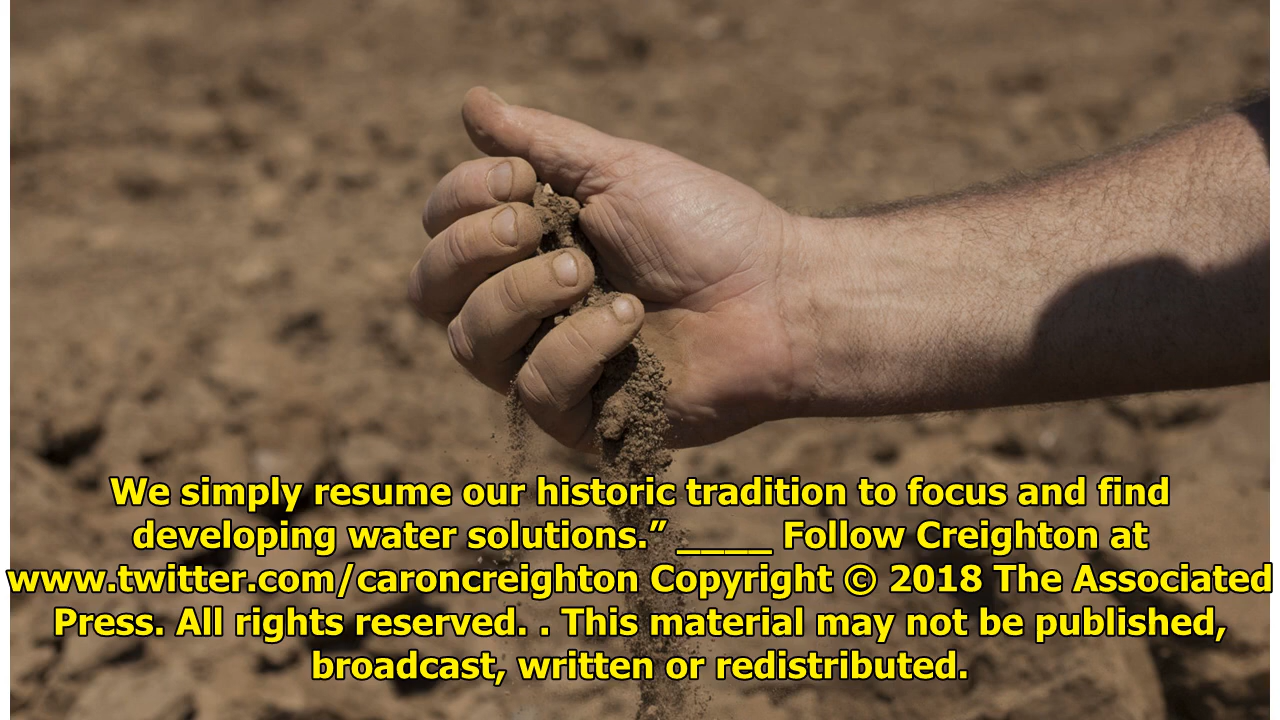 We simply resume our historic tradition to focus and find
developing water solutions.” ____ Follow Creighton at
www.twitter.com/caroncreighton Copyright © 2018 The Associated
Press. All rights reserved. . This material may not be published,
broadcast, written or redistributed.